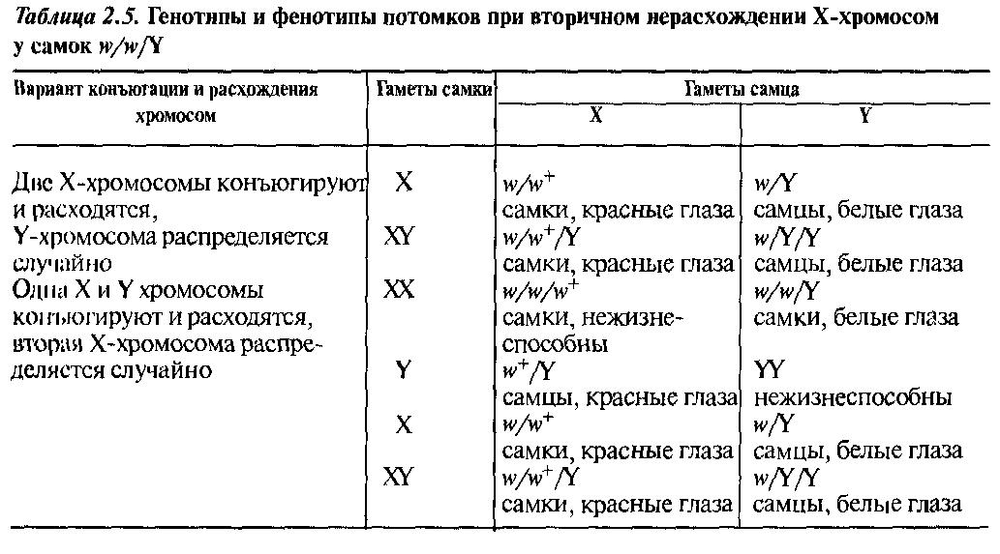 Таблица 2.5. Генотипы и фенотипы потомков при вторичном нерасхождении X-хромосом
у самок w/w/Y
Вариант конъюгации и расхождения хромосом
Гаметы самки
Гаметы самца
X
Y
Две X-хромосомы конъюгируют X w/w⁺ w/Y
и расходятся, самки, красные глаза самцы, белые глаза
Y-хромосома распределяется XY w/w⁺/Y w/Y/Y
случайно самки, красные глаза самцы, белые глаза
Одна X и Y хромосомы XX w/w/w⁺ w/w/Y
конъюгируют и расходятся, самки, нежизне- самки, белые глаза
вторая X-хромосома распре- способны
деляется случайно Y w⁺/Y YY
самцы, красные глаза нежизнеспособны
X w/w⁺ w/Y
самки, красные глаза самцы, белые глаза
XY w/w⁺/Y w/Y/Y
самки, красные глаза самцы, белые глаза